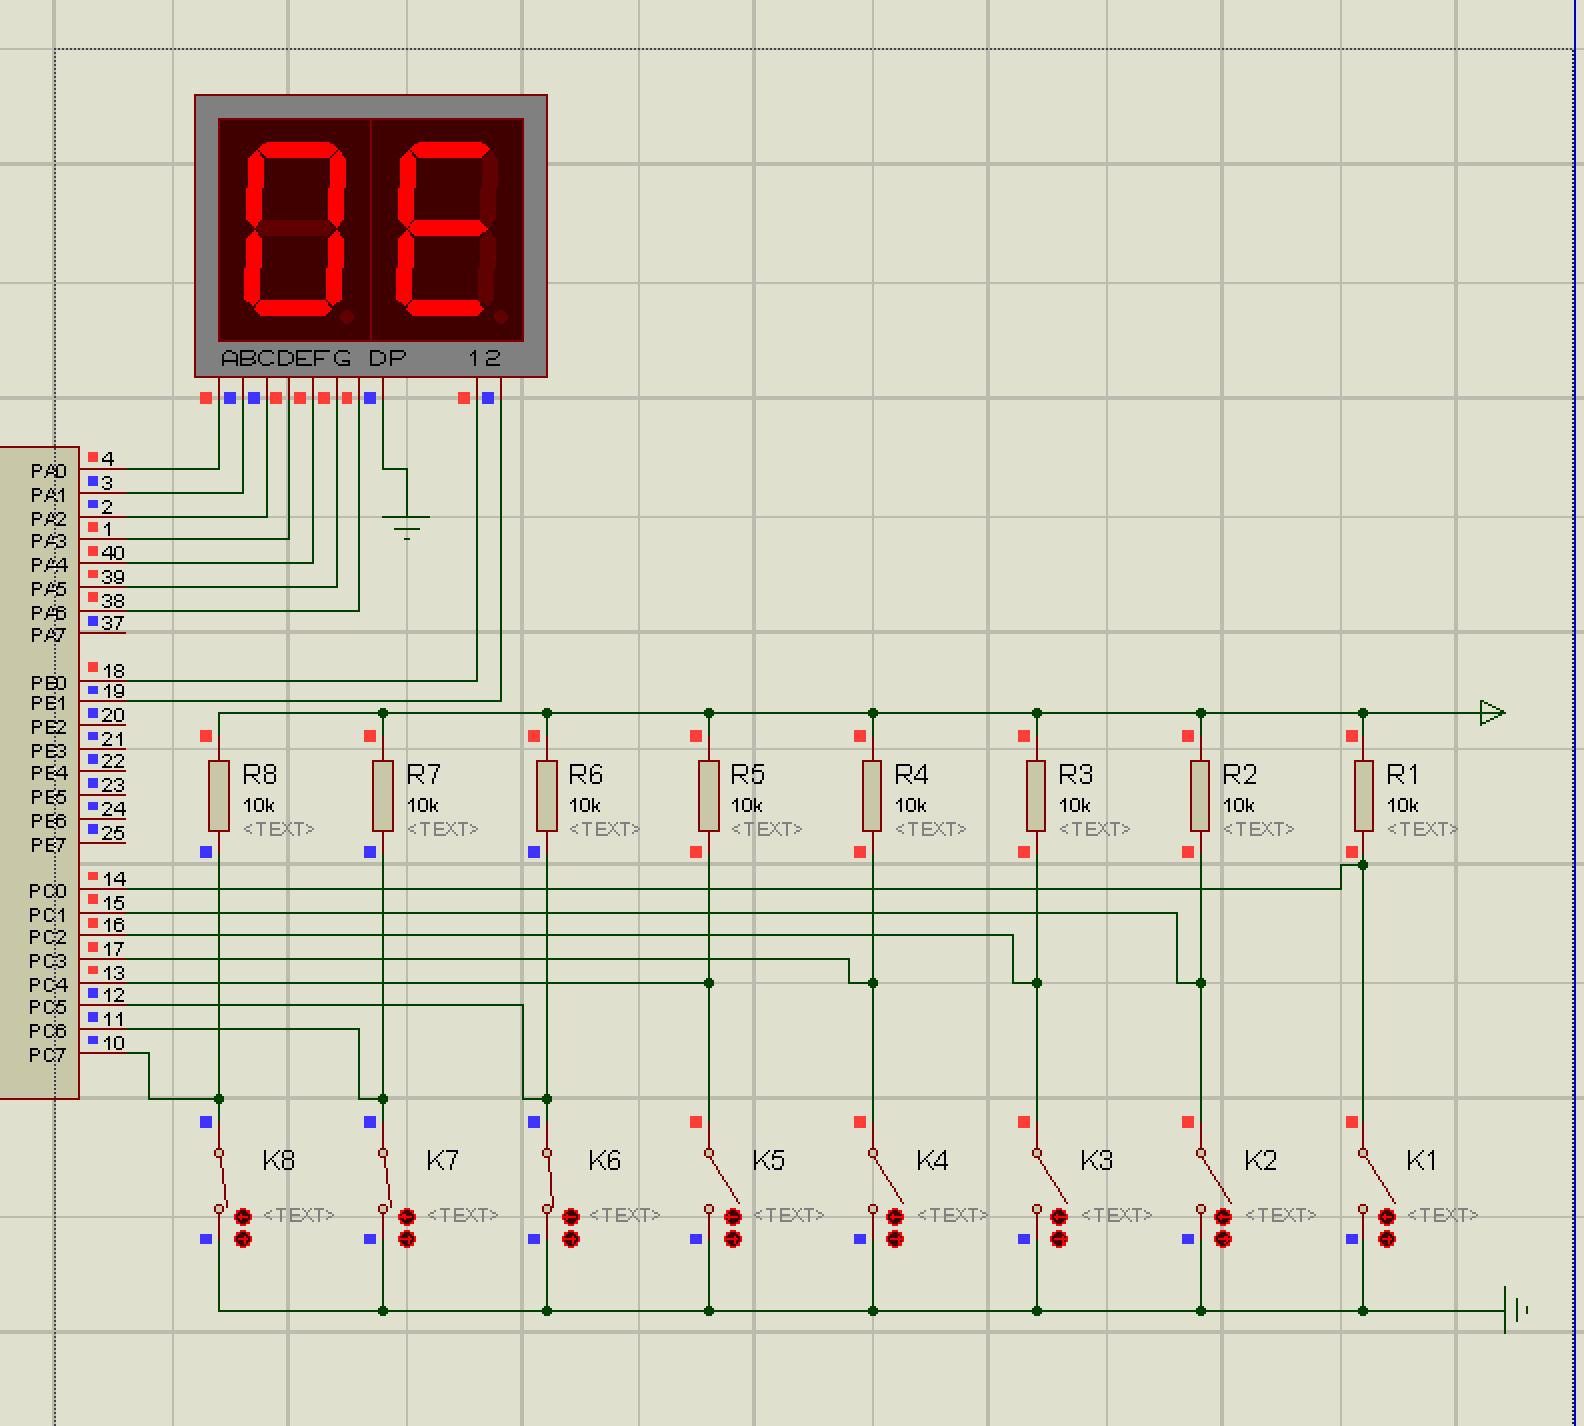 0E
ABCDEFG DP 12
PA0 4
PA1 3
PA2 2
PA3 1
PA4 40
PA5 39
PA6 38
PA7 37
PB0 18
PB1 19
PB2 20
PB3 21
PB4 22
PB5 23
PB6 24
PB7 25
R8 R7 R6 R5 R4 R3 R2 R1
10k 10k 10k 10k 10k 10k 10k 10k
<TEXT> <TEXT> <TEXT> <TEXT> <TEXT> <TEXT> <TEXT> <TEXT>
PC0 14
PC1 15
PC2 16
PC3 17
PC4 13
PC5 12
PC6 11
PC7 10
K8 K7 K6 K5 K4 K3 K2 K1
<TEXT> <TEXT> <TEXT> <TEXT> <TEXT> <TEXT> <TEXT> <TEXT>